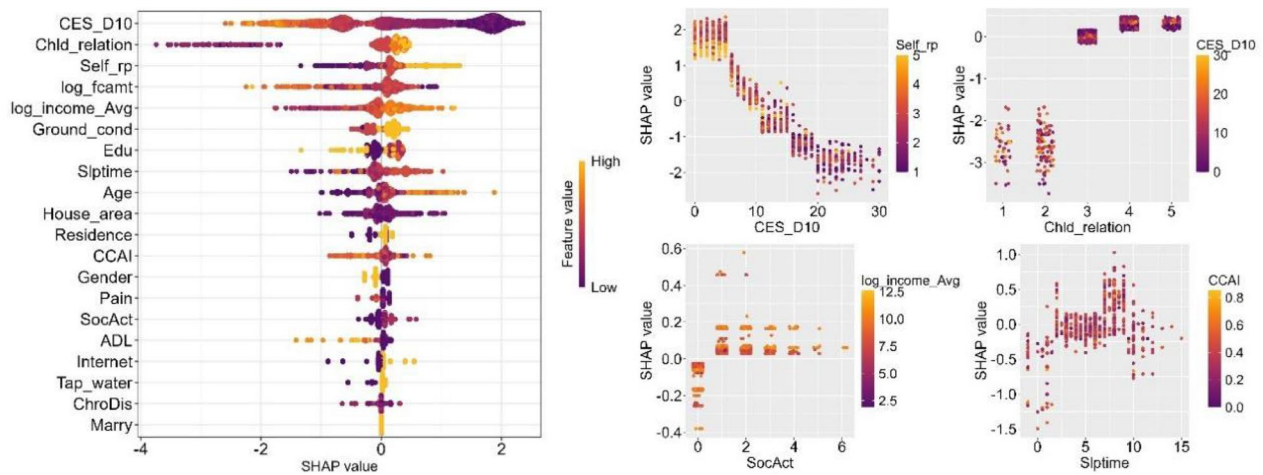 CES_D10
Chld_relation
Self_rp
log_fcamt
log_income_Avg
Ground_cond
Edu
Slptime
Age
House_area
Residence
CCAI
Gender
Pain
SocAct
ADL
Internet
Tap_water
ChroDis
Marry
-4 -2 0 2
SHAP value
High
Feature value
Low
SHAP value
2
1
0
-1
-2
0 10 20 30
CES_D10
Self_rp
5
4
3
2
1
SHAP value
0
-1
-2
-3
1 2 3 4 5
Chld_relation
CES_D10
30
20
10
0
SHAP value
0.6
0.4
0.2
0.0
-0.2
-0.4
0 2 4 6
SocAct
log_income_Avg
12.5
10.0
7.5
5.0
2.5
SHAP value
1.0
0.5
0.0
-0.5
-1.0
-1.5
0 5 10 15
Slptime
CCAI
0.8
0.6
0.4
0.2
0.0